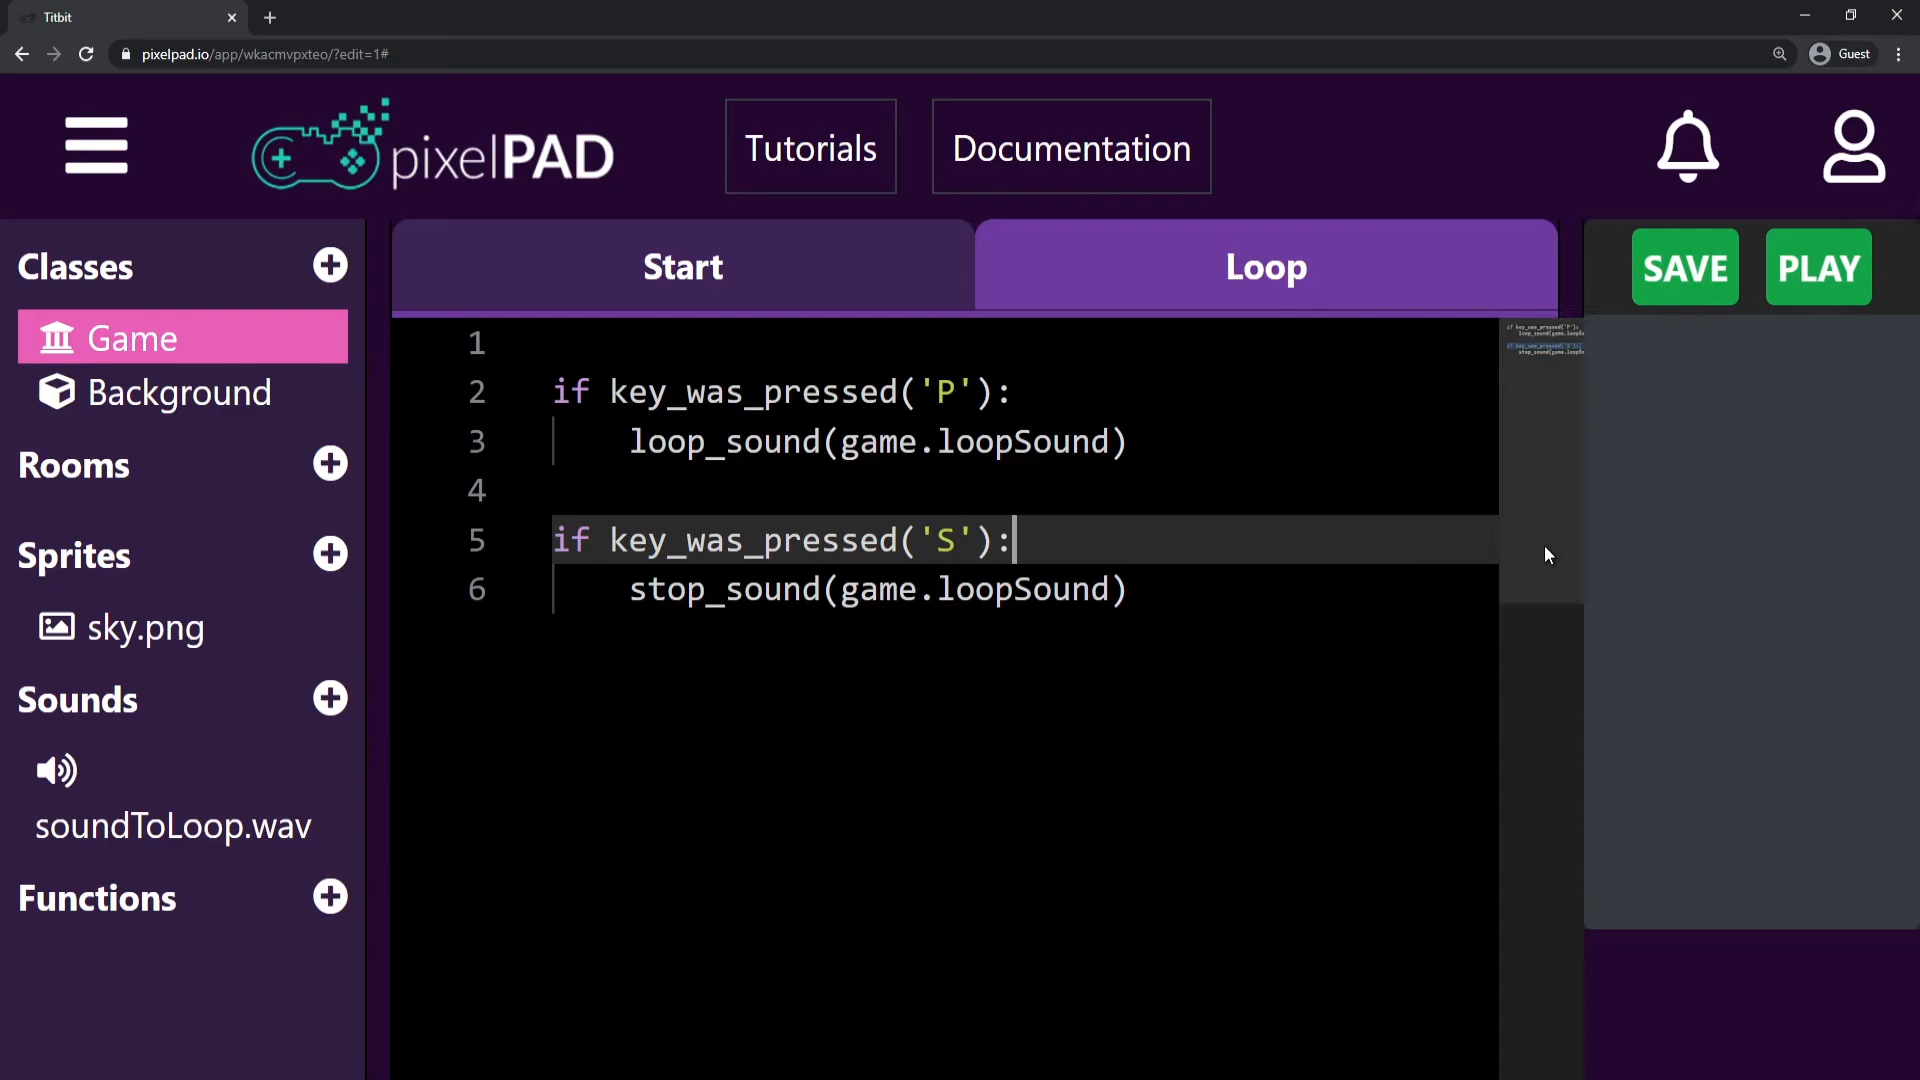 Titbit
pixelpad.io/app/wkacmvpxteo/?edit=1#
Guest
pixelPAD
Tutorials
Documentation
Classes
Game
Background
Rooms
Sprites
sky.png
Sounds
soundToLoop.wav
Functions
Start
Loop
1
2 if key_was_pressed('P'):
3 loop_sound(game.loopSound)
4
5 if key_was_pressed('S'):
6 stop_sound(game.loopSound)
SAVE
PLAY